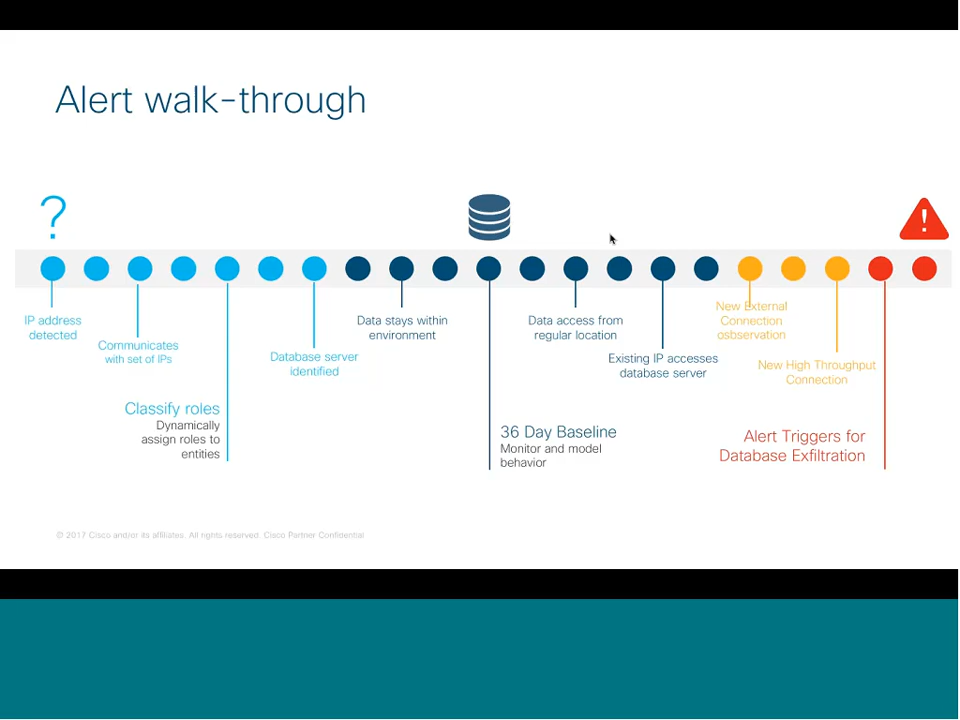 Alert walk-through
?
!
IP address
detected
Communicates
with set of IPs
Classify roles
Dynamically
assign roles to
entities
Database server
identified
Data stays within
environment
36 Day Baseline
Monitor and model
behavior
Data access from
regular location
Existing IP accesses
database server
New External
Connection
osbservation
New High Throughput
Connection
Alert Triggers for
Database Exfiltration
© 2017 Cisco and/or its affiliates. All rights reserved. Cisco Partner Confidential